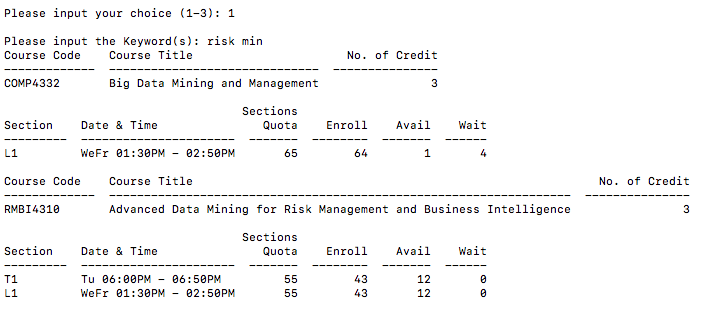 Please input your choice (1-3): 1
Please input the Keyword(s): risk min
Course Code    Course Title                      No. of Credit
-------------  ------------------------------  ---------------
COMP4332       Big Data Mining and Management                3
                                  Sections
Section    Date & Time               Quota    Enroll    Avail    Wait
---------  ----------------------  -------  --------  -------  ------
L1         WeFr 01:30PM - 02:50PM       65        64        1       4
Course Code    Course Title                                                          No. of Credit
-------------  ------------------------------------------------------------------  ---------------
RMBI4310       Advanced Data Mining for Risk Management and Business Intelligence                3
                                  Sections
Section    Date & Time               Quota    Enroll    Avail    Wait
---------  ----------------------  -------  --------  -------  ------
T1         Tu 06:00PM - 06:50PM         55        43       12       0
L1         WeFr 01:30PM - 02:50PM       55        43       12       0